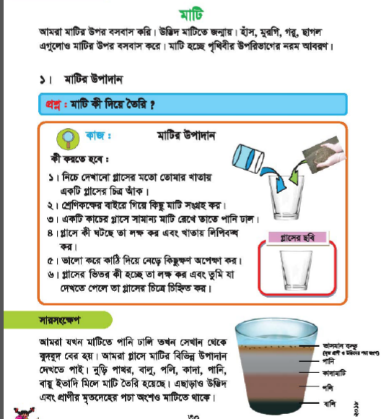 মাটি
আমরা মাটির উপর বসবাস করি। উদ্ভিদ মাটিতে জন্মায়। হাঁস, মুরগি, গরু, ছাগল
এগুলোও মাটির উপর বসবাস করে। মাটি হচ্ছে পৃথিবীর উপরিভাগের নরম আবরণ।
১। মাটির উপাদান
প্রশ্ন : মাটি কী দিয়ে তৈরি ?
কাজ : মাটির উপাদান
কী করতে হবে :
১। নিচে দেখানো গ্লাসের মতো তোমার খাতায়
একটি গ্লাসের চিত্র আঁক।
২। শ্রেণিকক্ষের বাইরে গিয়ে কিছু মাটি সংগ্রহ কর।
৩। একটি কাচের গ্লাসে সামান্য মাটি রেখে তাতে পানি ঢাল।
৪। গ্লাসে কী ঘটছে তা লক্ষ কর এবং খাতায় লিপিবদ্ধ
কর।
৫। ভালো করে কাঠি দিয়ে নেড়ে কিছুক্ষণ অপেক্ষা কর।
৬। গ্লাসের ভিতর কী হচ্ছে তা লক্ষ কর এবং তুমি যা
দেখতে পেলে তা গ্লাসের চিত্রে চিহ্নিত কর।
গ্লাসের ছবি
সারসংক্ষেপ
আমরা যখন মাটিতে পানি ঢালি তখন সেখান থেকে
বুদবুদ বের হয়। আমরা গ্লাসে মাটির বিভিন্ন উপাদান
দেখতে পাই। নুড়ি পাথর, বালু, পলি, কাদা, পানি,
বায়ু ইত্যাদি মিলে মাটি তৈরি হয়েছে। এছাড়াও উদ্ভিদ
এবং প্রাণীর মৃতদেহের পচা অংশও মাটিতে থাকে।
ভাসমান বস্তু
পানি
কাদামাটি
পলি
বালি
২০১৮